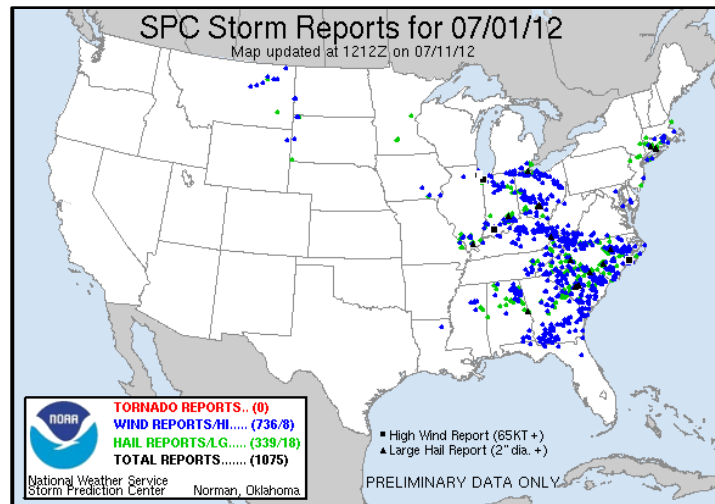 SPC Storm Reports for 07/01/12
Map updated at 1212Z on 07/11/12
NOAA
TORNADO REPORTS.. (0)
WIND REPORTS/HI..... (736/8)
HAIL REPORTS/LG..... (339/18)
TOTAL REPORTS....... (1075)
National Weather Service
Storm Prediction Center Norman, Oklahoma
High Wind Report (65KT +)
Large Hail Report (2" dia. +)
PRELIMINARY DATA ONLY